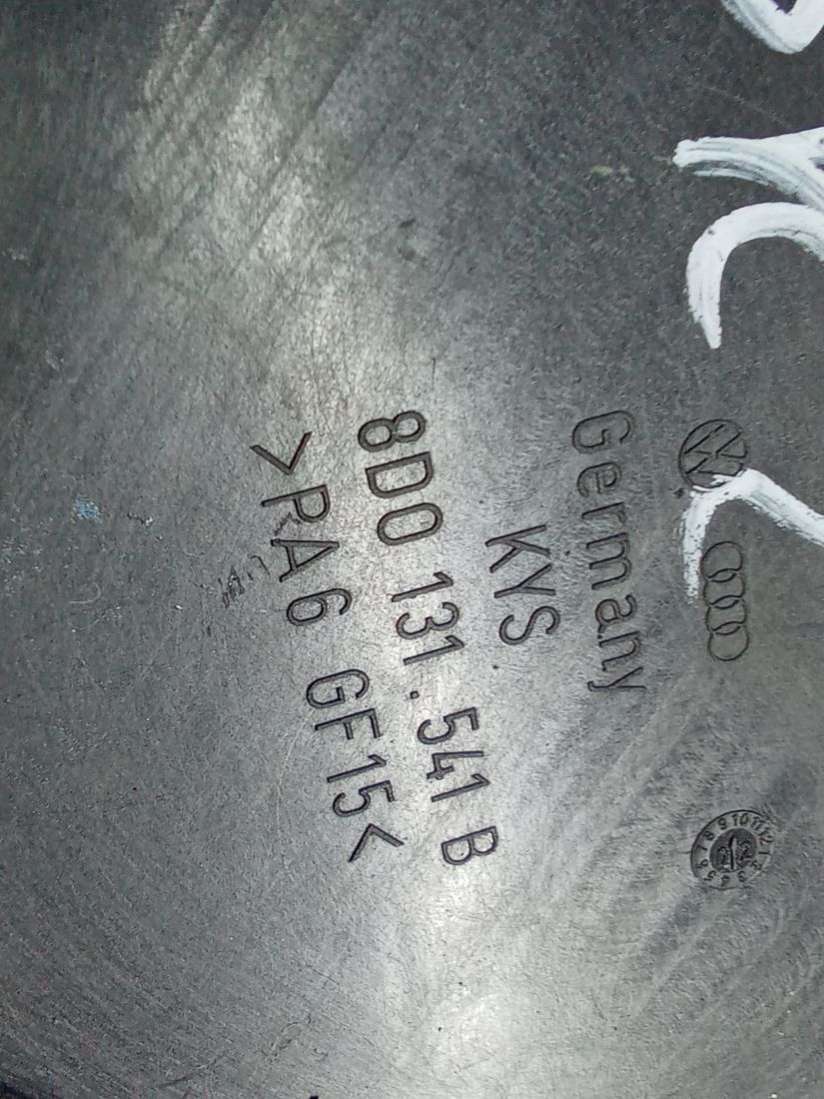 Germany
KYS
8D0 131.541 B
>PA6 GF15<